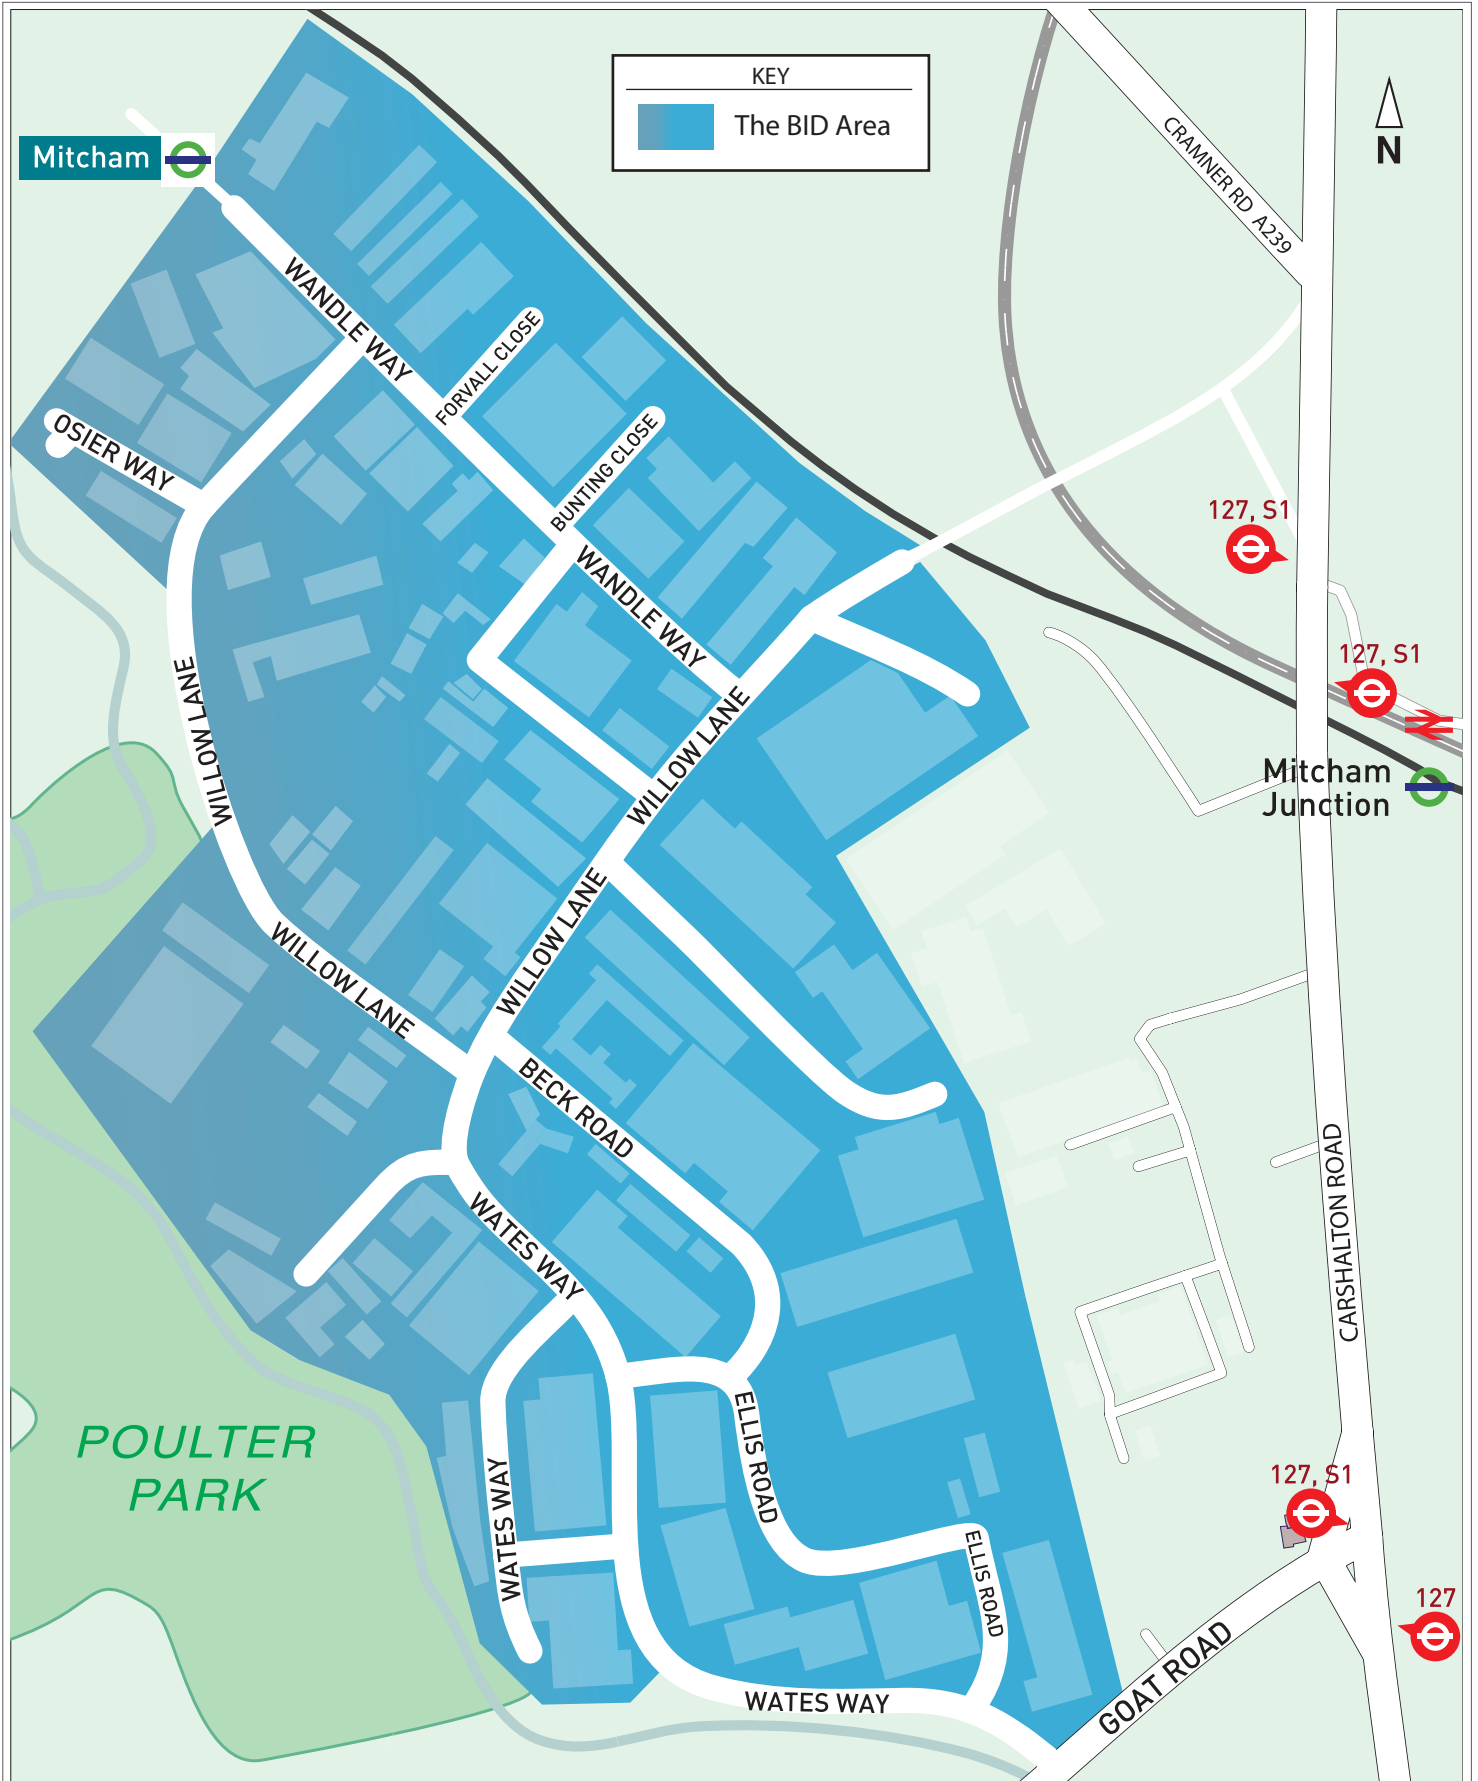 KEY
The BID Area
N
CRAMNER RD A239
Mitcham
WANDLE WAY
FORVALL CLOSE
BUNTING CLOSE
OSIER WAY
127, S1
WANDLE WAY
127, S1
WILLOW LANE
WILLOW LANE
Mitcham
Junction
WILLOW LANE
WILLOW LANE
BECK ROAD
CARSHALTON ROAD
WATES WAY
POULTER
PARK
ELLIS ROAD
WATES WAY
127, S1
ELLIS ROAD
127
GOAT ROAD
WATES WAY